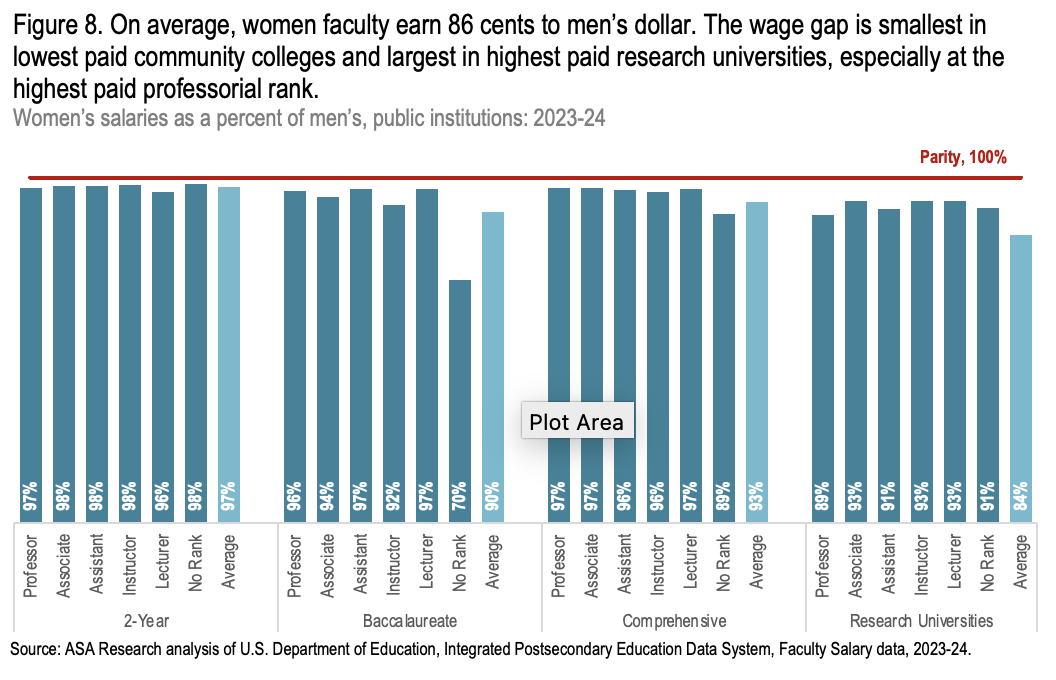 Figure 8. On average, women faculty earn 86 cents to men’s dollar. The wage gap is smallest in
lowest paid community colleges and largest in highest paid research universities, especially at the
highest paid professorial rank.
Women’s salaries as a percent of men’s, public institutions: 2023-24
Parity, 100%
Plot Area
97% 98% 98% 98% 96% 98% 97% 96% 94% 97% 92% 97% 70% 90% 97% 97% 96% 96% 97% 89% 93% 89% 93% 91% 93% 93% 91% 84%
Professor Associate Assistant Instructor Lecturer No Rank Average Professor Associate Assistant Instructor Lecturer No Rank Average Professor Associate Assistant Instructor Lecturer No Rank Average Professor Associate Assistant Instructor Lecturer No Rank Average
2-Year Baccalaureate Comprehensive Research Universities
Source: ASA Research analysis of U.S. Department of Education, Integrated Postsecondary Education Data System, Faculty Salary data, 2023-24.